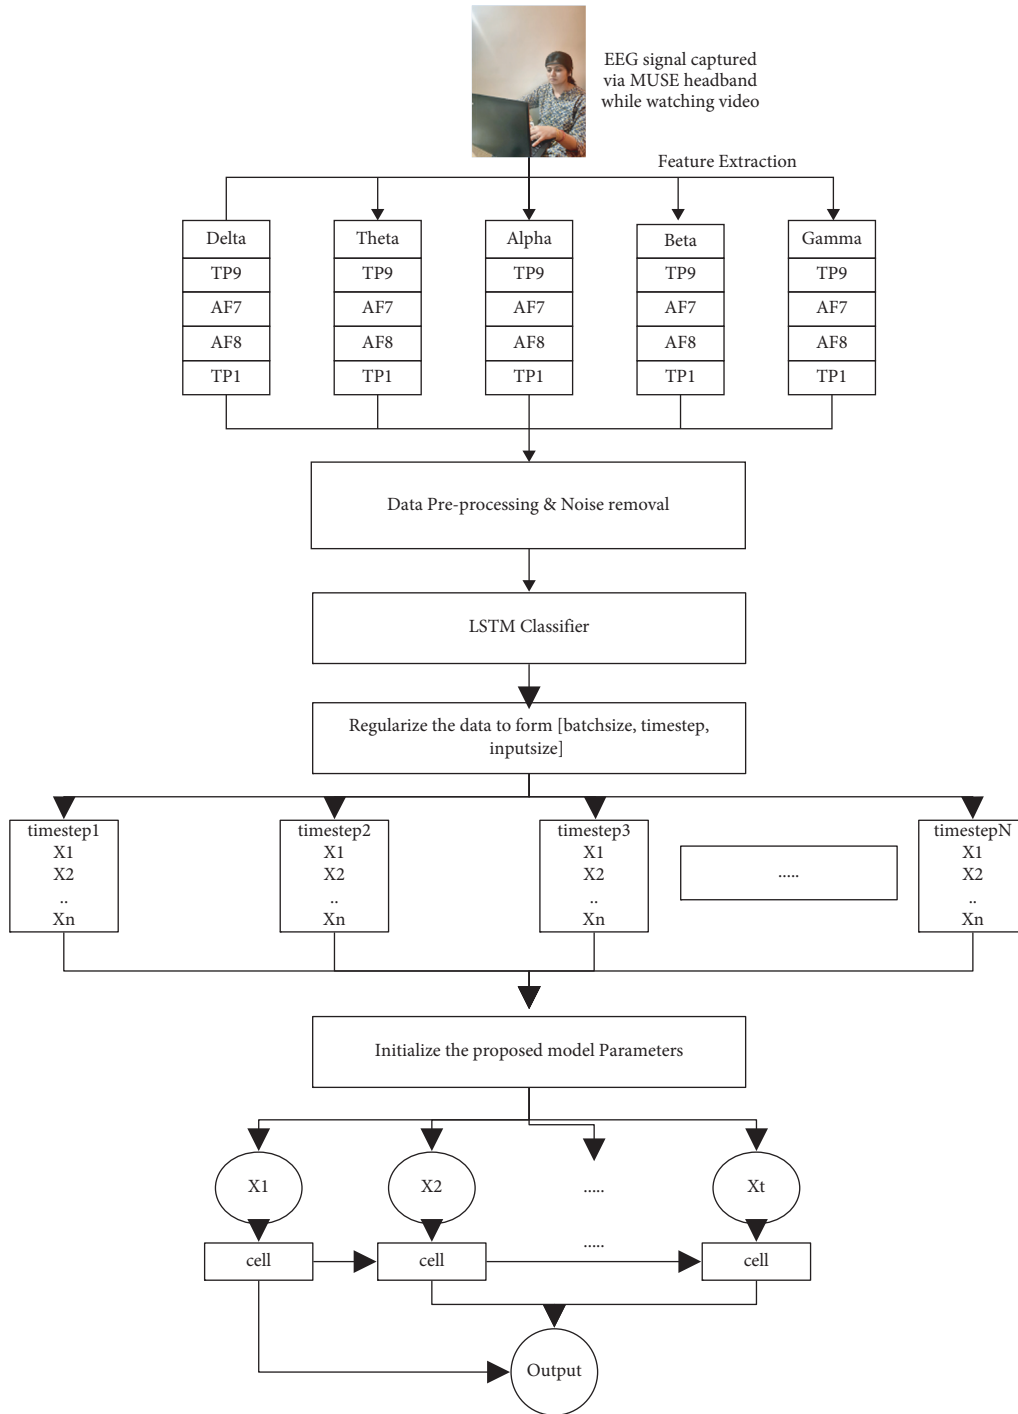 EEG signal captured
via MUSE headband
while watching video
Feature Extraction
Delta
TP9
AF7
AF8
TP1
Theta
TP9
AF7
AF8
TP1
Alpha
TP9
AF7
AF8
TP1
Beta
TP9
AF7
AF8
TP1
Gamma
TP9
AF7
AF8
TP1
Data Pre-processing & Noise removal
LSTM Classifier
Regularize the data to form [batchsize, timestep,
inputsize]
timestep1
X1
X2
..
Xn
timestep2
X1
X2
..
Xn
timestep3
X1
X2
..
Xn
.....
timestepN
X1
X2
..
Xn
Initialize the proposed model Parameters
X1
X2
.....
Xt
cell
cell
.....
cell
Output